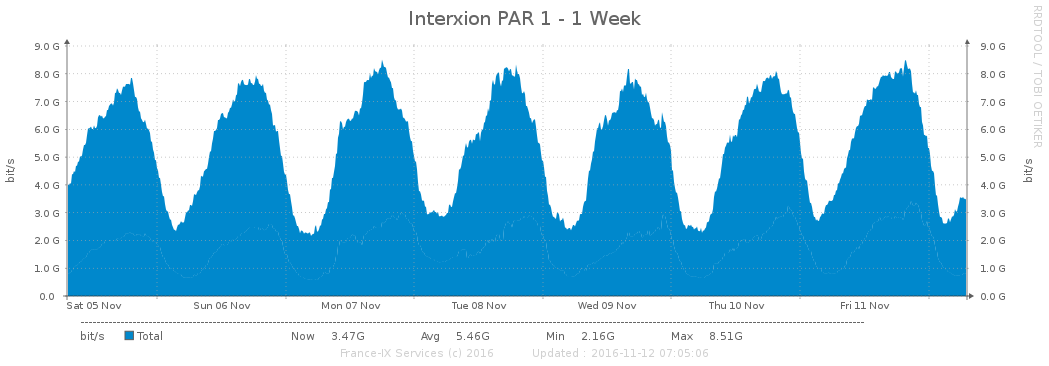 Interxion PAR 1 - 1 Week
RRDTOOL / TOBI OETIKER
9.0 G 9.0 G
8.0 G 8.0 G
7.0 G 7.0 G
6.0 G 6.0 G
5.0 G 5.0 G
4.0 G 4.0 G
3.0 G 3.0 G
2.0 G 2.0 G
1.0 G 1.0 G
0.0 0.0 G
bit/s bit/s
Sat 05 Nov Sun 06 Nov Mon 07 Nov Tue 08 Nov Wed 09 Nov Thu 10 Nov Fri 11 Nov
bit/s Total Now 3.47G Avg 5.46G Min 2.16G Max 8.51G
France-IX Services (c) 2016 Updated : 2016-11-12 07:05:06